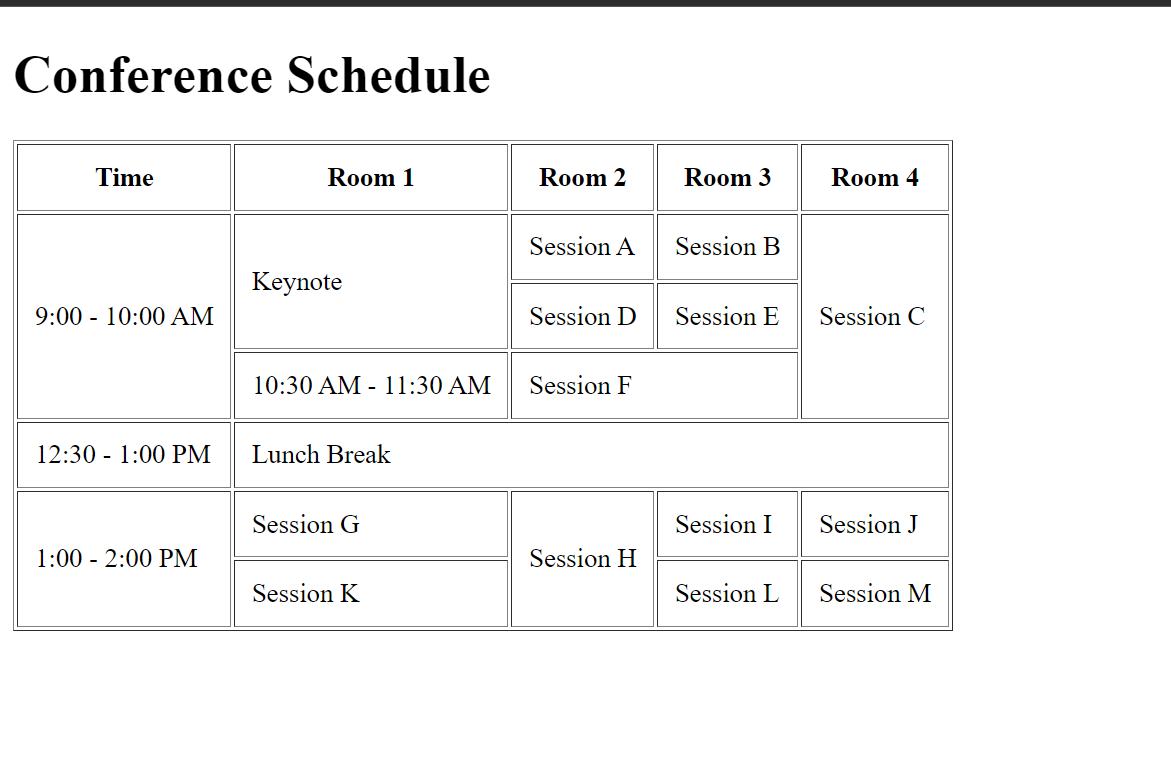 Conference Schedule
Time Room 1 Room 2 Room 3 Room 4
9:00 - 10:00 AM Keynote Session A Session B Session C
Session D Session E
10:30 AM - 11:30 AM Session F
12:30 - 1:00 PM Lunch Break
1:00 - 2:00 PM Session G Session H Session I Session J
Session K Session L Session M